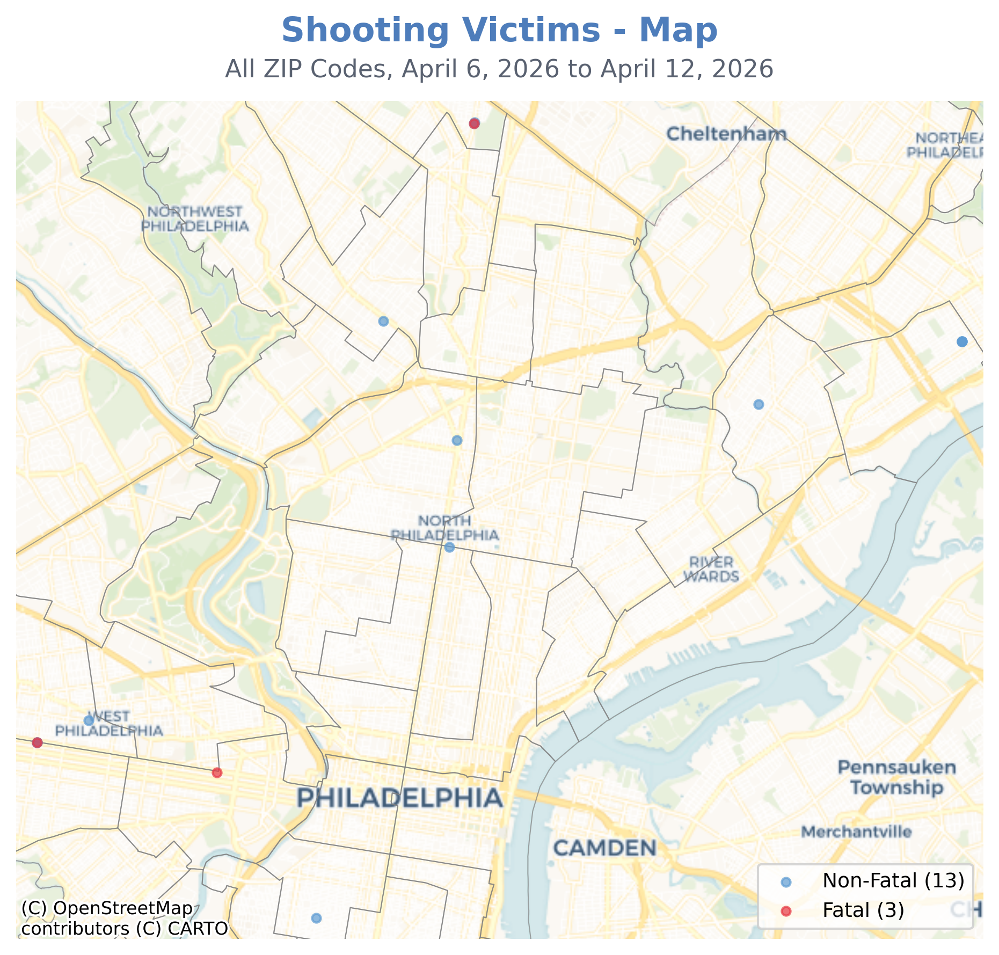 Shooting Victims - Map
All ZIP Codes, April 6, 2026 to April 12, 2026
Cheltenham
NORTHWEST
PHILADELPHIA
NORTH
PHILADELPHIA
RIVER
WARDS
WEST
PHILADELPHIA
PHILADELPHIA
Pennsauken
Township
Merchantville
CAMDEN
Non-Fatal (13)
Fatal (3)
(C) OpenStreetMap
contributors (C) CARTO